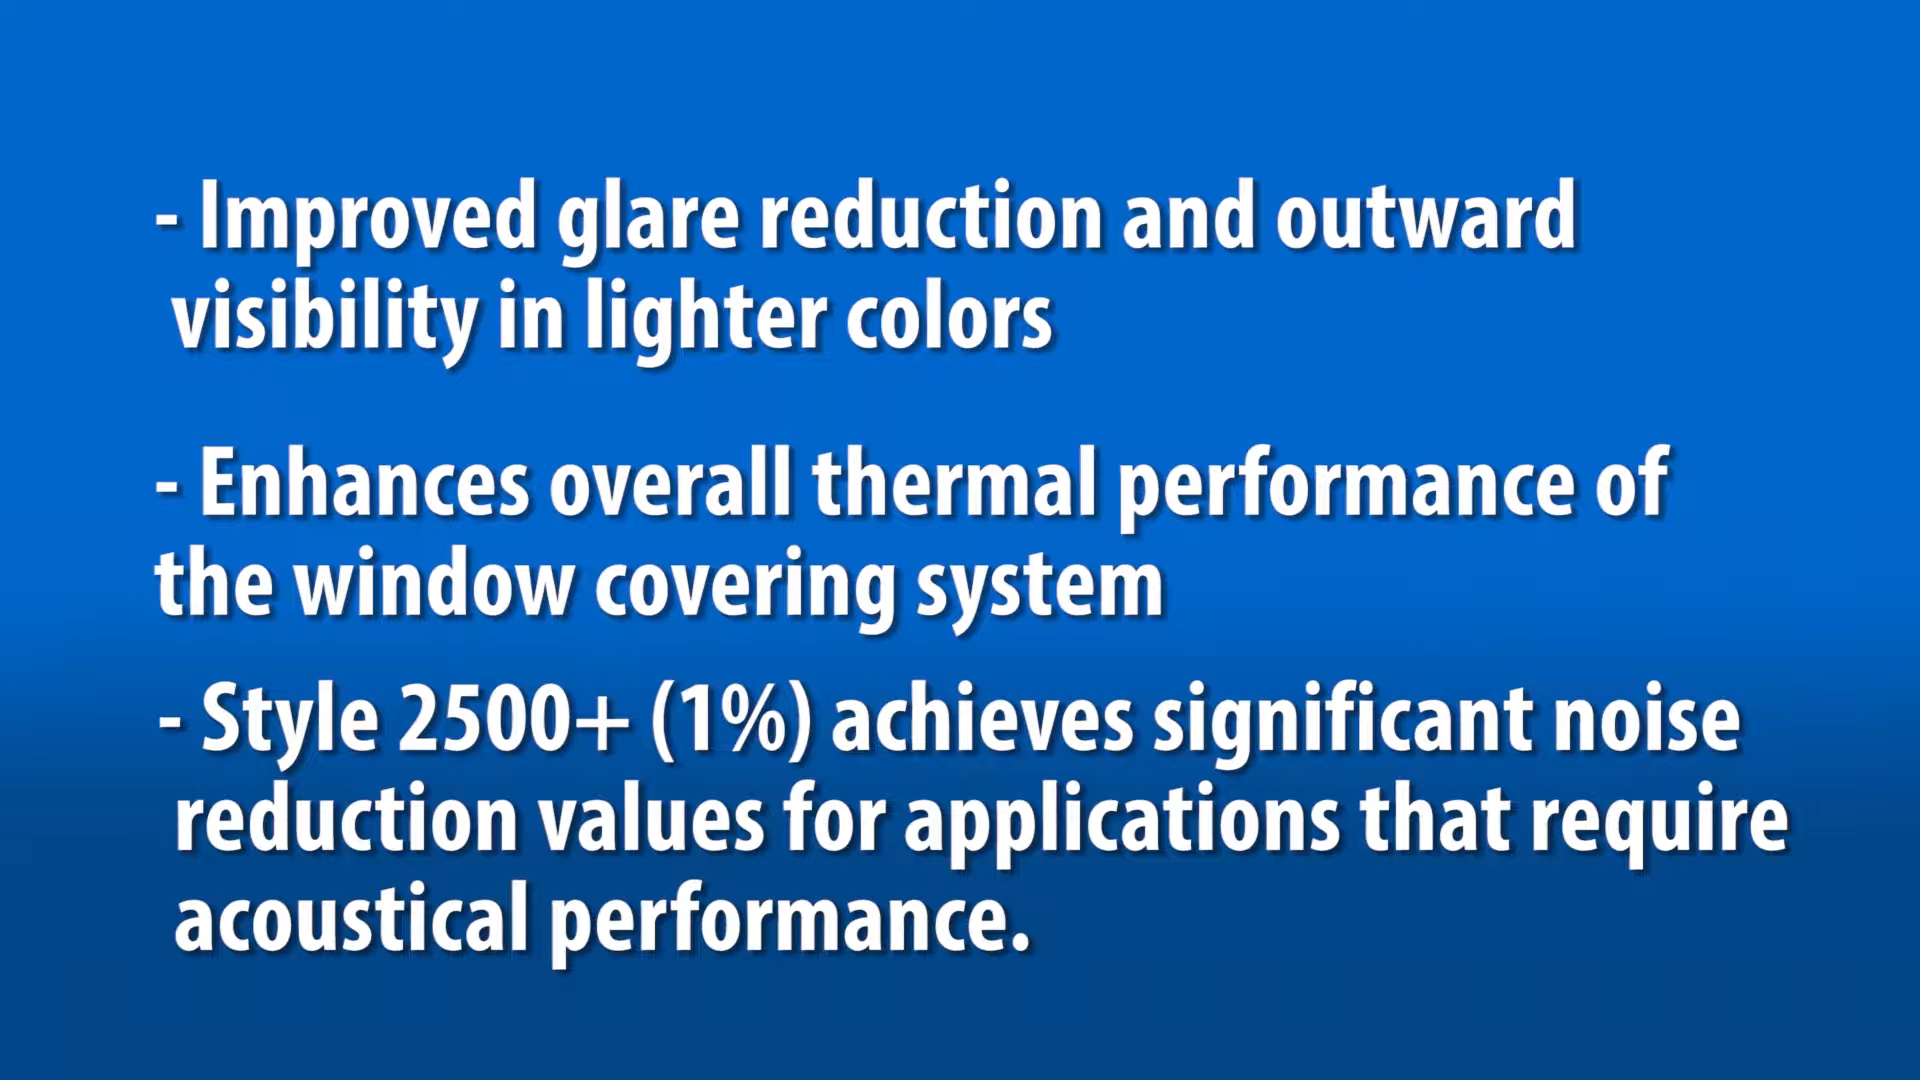 - Improved glare reduction and outward
visibility in lighter colors
- Enhances overall thermal performance of
the window covering system
- Style 2500+ (1%) achieves significant noise
reduction values for applications that require
acoustical performance.